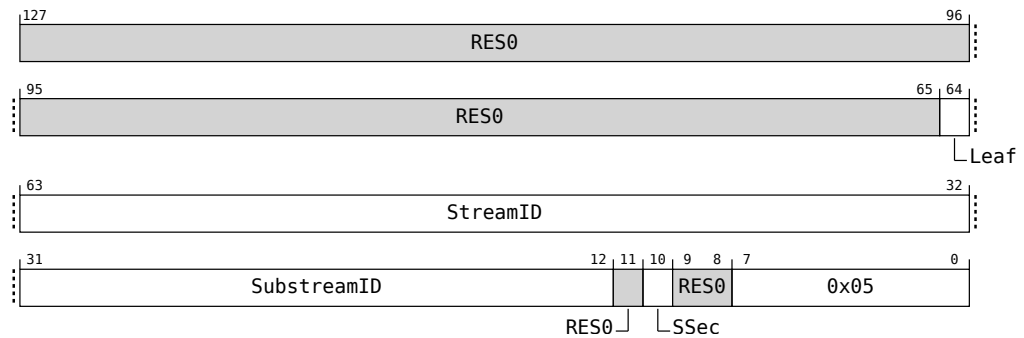 127 96
RES0
95 65 64
RES0
Leaf
63 32
StreamID
31 12 11 10 9 8 7 0
SubstreamID RES0 0x05
RES0 SSec